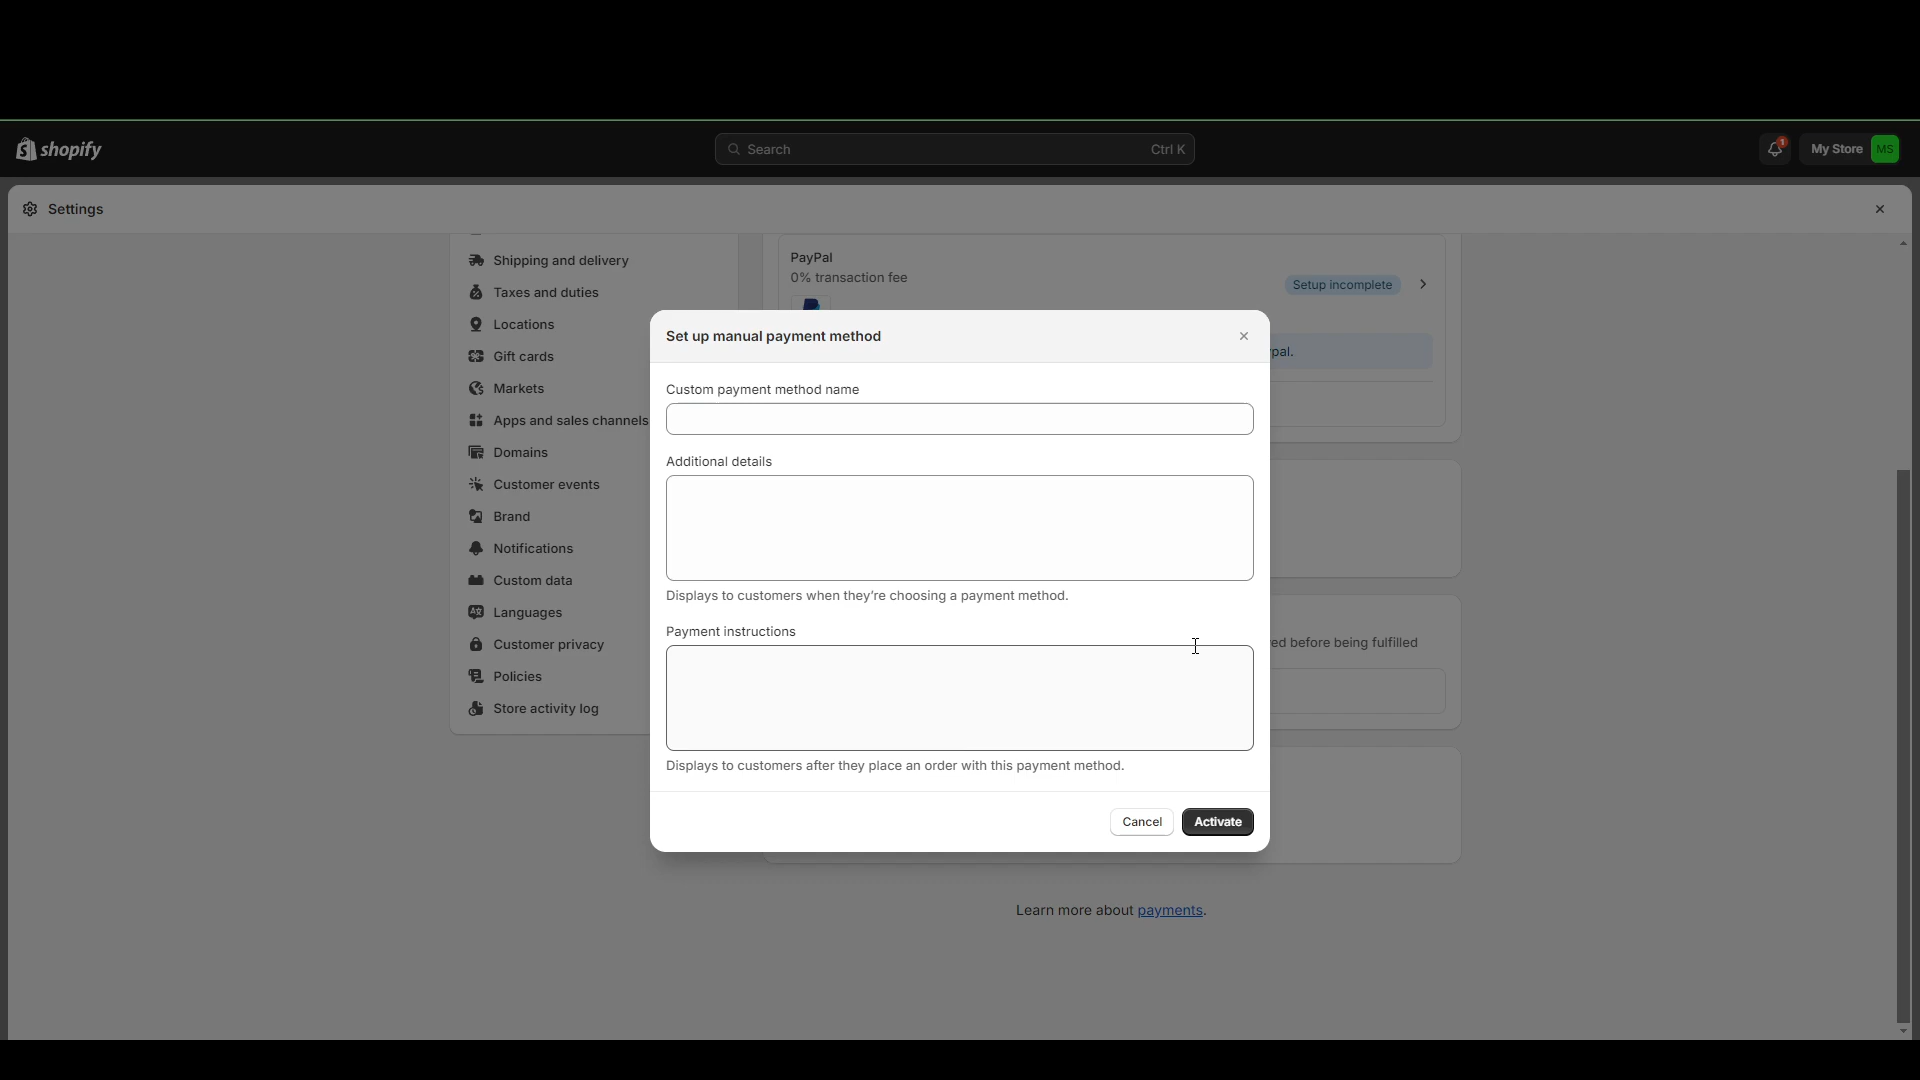 shopify
Search
Ctrl K
1
My Store
MS
Settings
Shipping and delivery
Taxes and duties
Locations
Gift cards
Markets
Apps and sales channels
Domains
Customer events
Brand
Notifications
Custom data
Languages
Customer privacy
Policies
Store activity log
PayPal
0% transaction fee
Setup incomplete
pal.
Set up manual payment method
Custom payment method name
Additional details
Displays to customers when they’re choosing a payment method.
Payment instructions
ed before being fulfilled
Displays to customers after they place an order with this payment method.
Cancel
Activate
Learn more about payments.